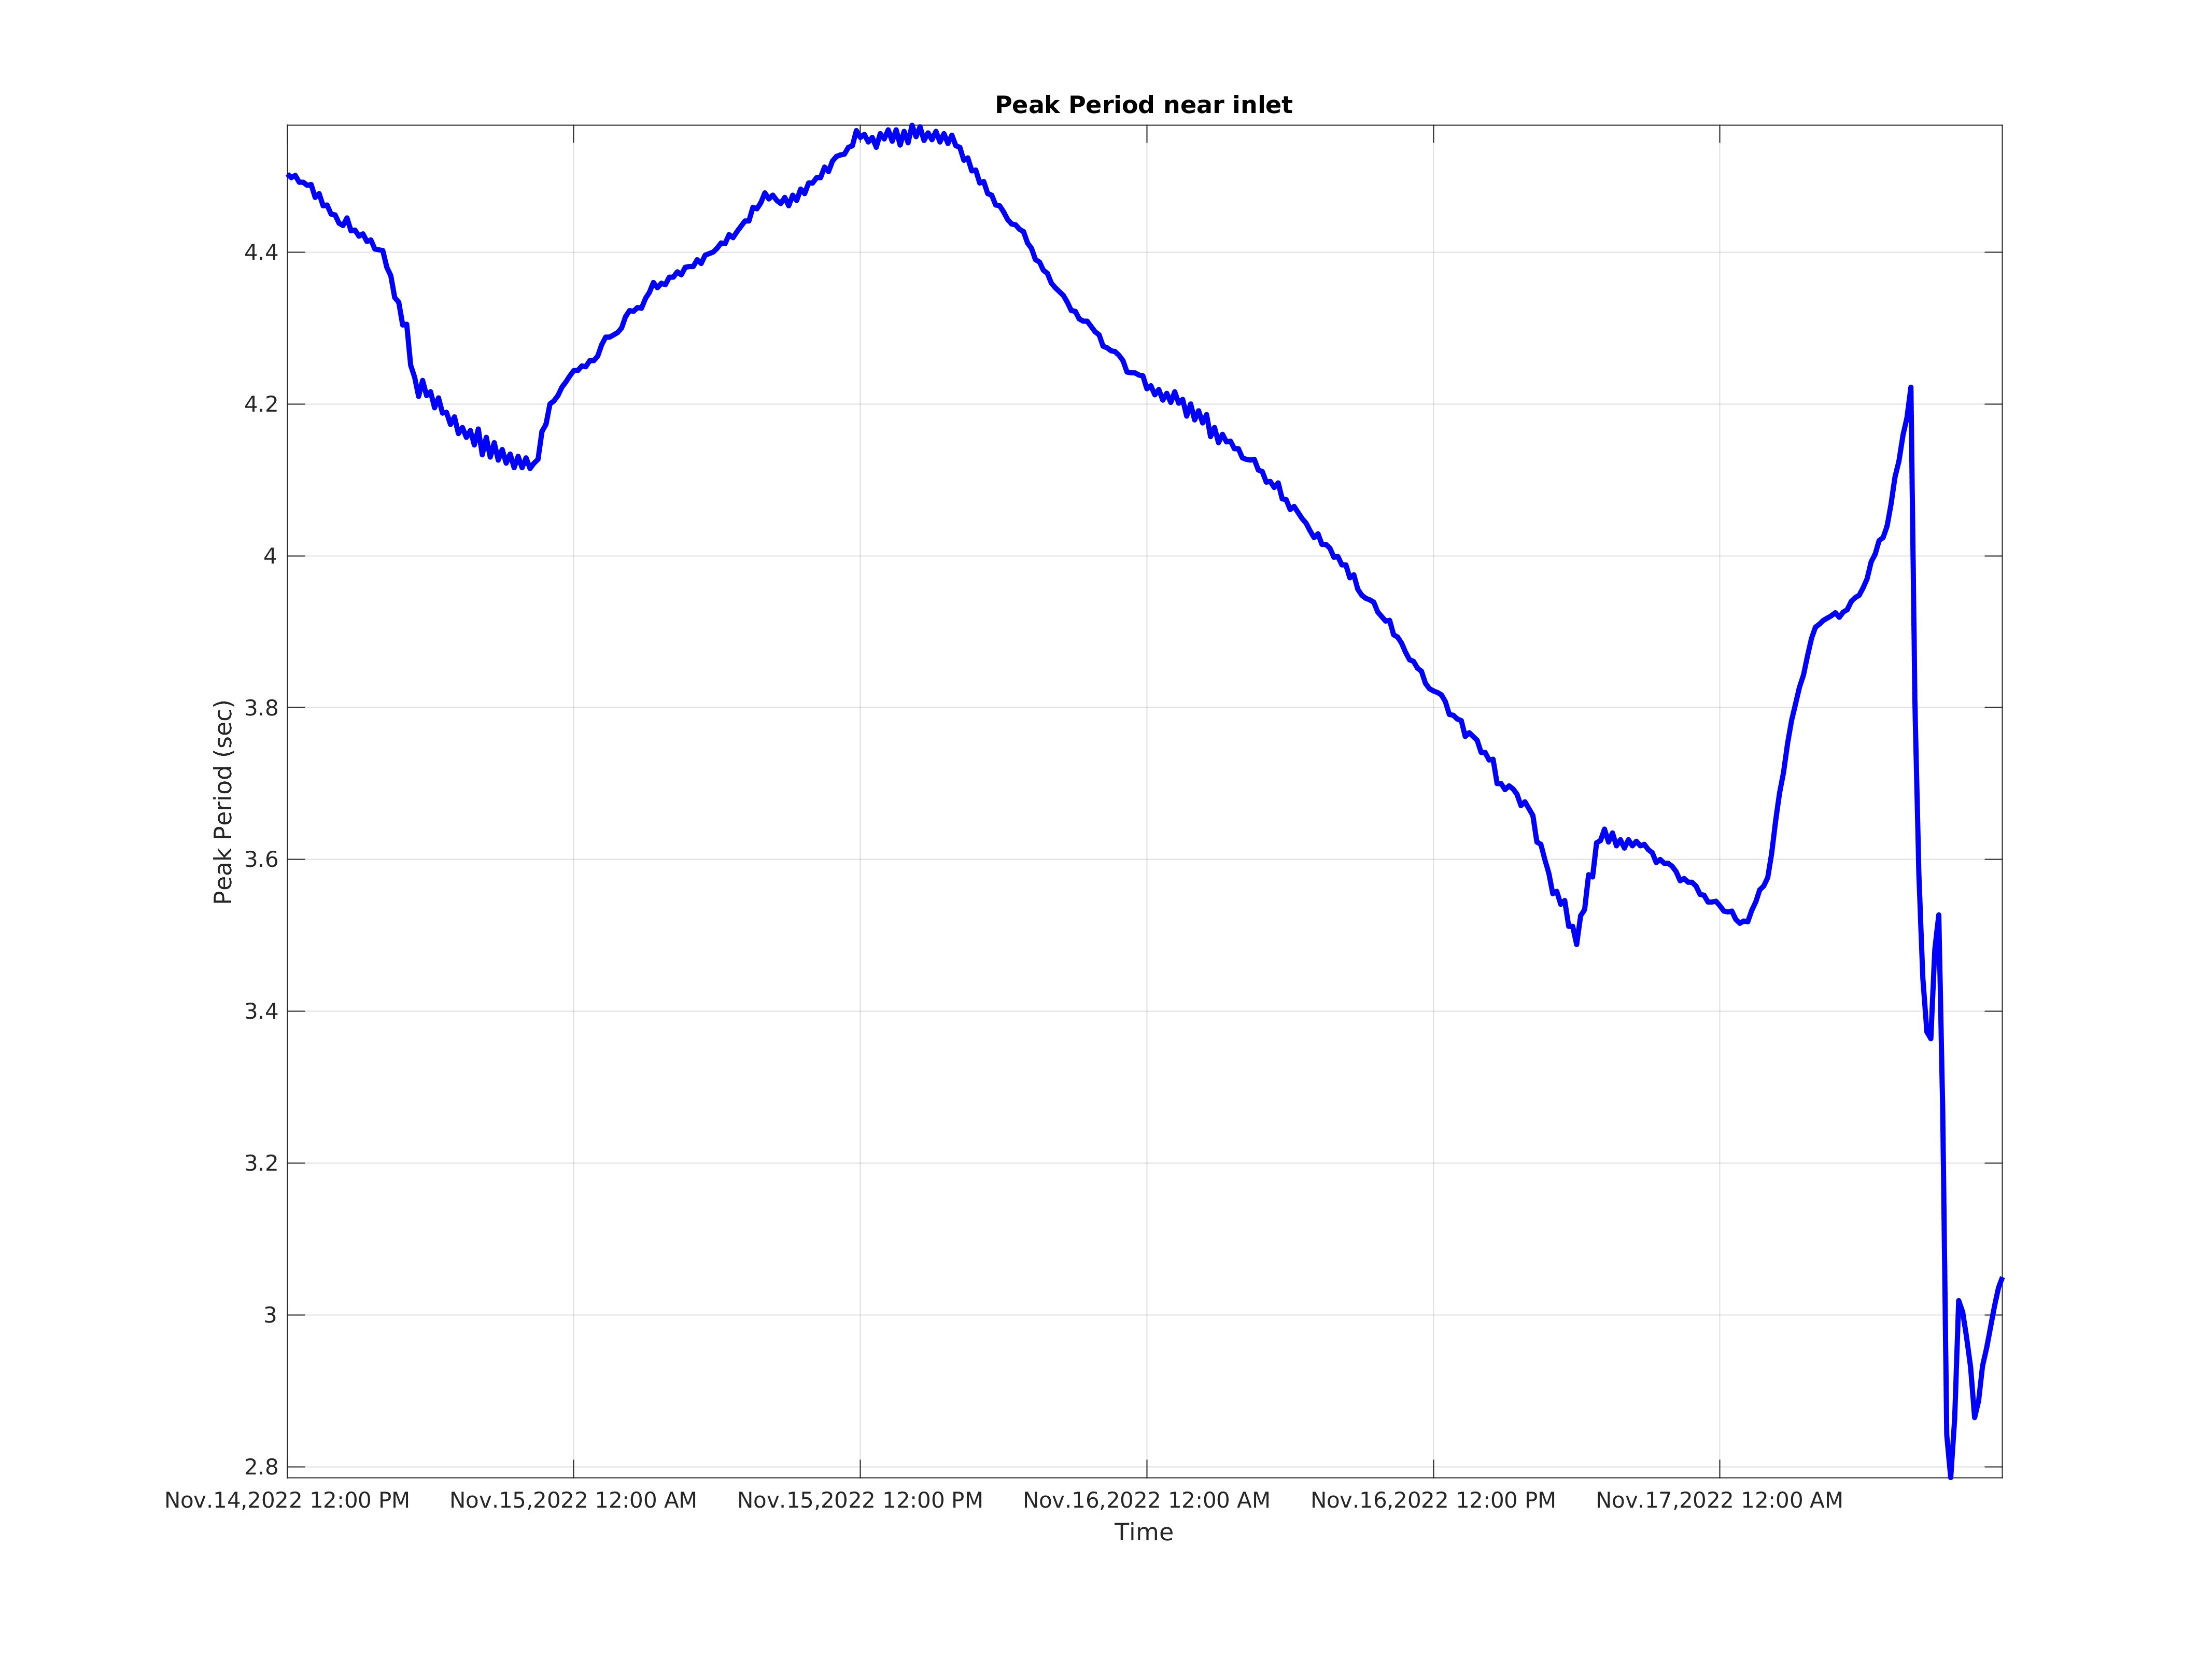 Peak Period near inlet
Peak Period (sec)
4.4
4.2
4
3.8
3.6
3.4
3.2
3
2.8
Nov.14,2022 12:00 PM
Nov.15,2022 12:00 AM
Nov.15,2022 12:00 PM
Nov.16,2022 12:00 AM
Nov.16,2022 12:00 PM
Nov.17,2022 12:00 AM
Time